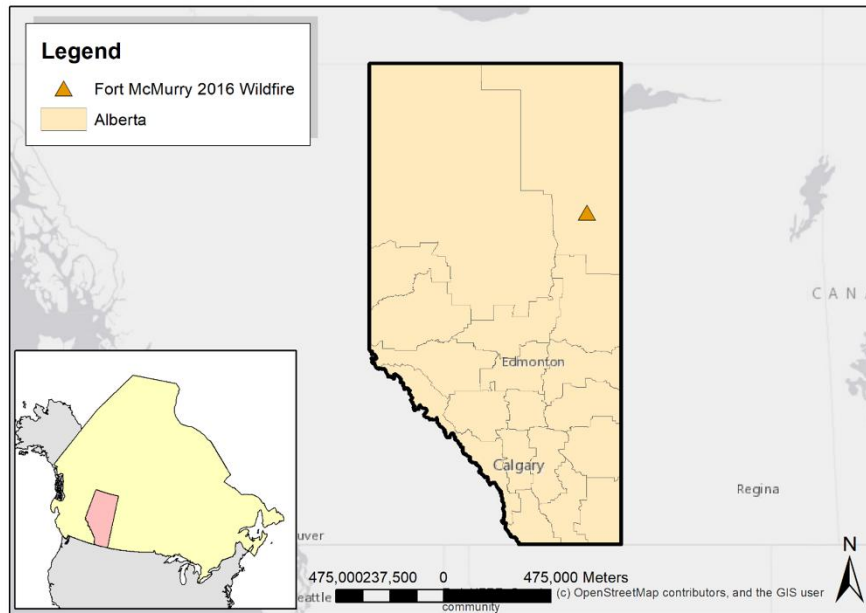 Legend
Fort McMurry 2016 Wildfire
Alberta
CANA
Edmonton
Calgary
Regina
uver
N
475,000237,500 0 475,000 Meters
eattle
(c) OpenStreetMap contributors, and the GIS user
community